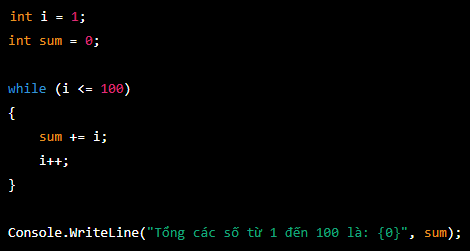 int i = 1;
int sum = 0;
while (i <= 100)
{
sum += i;
i++;
}
Console.WriteLine("Tổng các số từ 1 đến 100 là: {0}", sum);